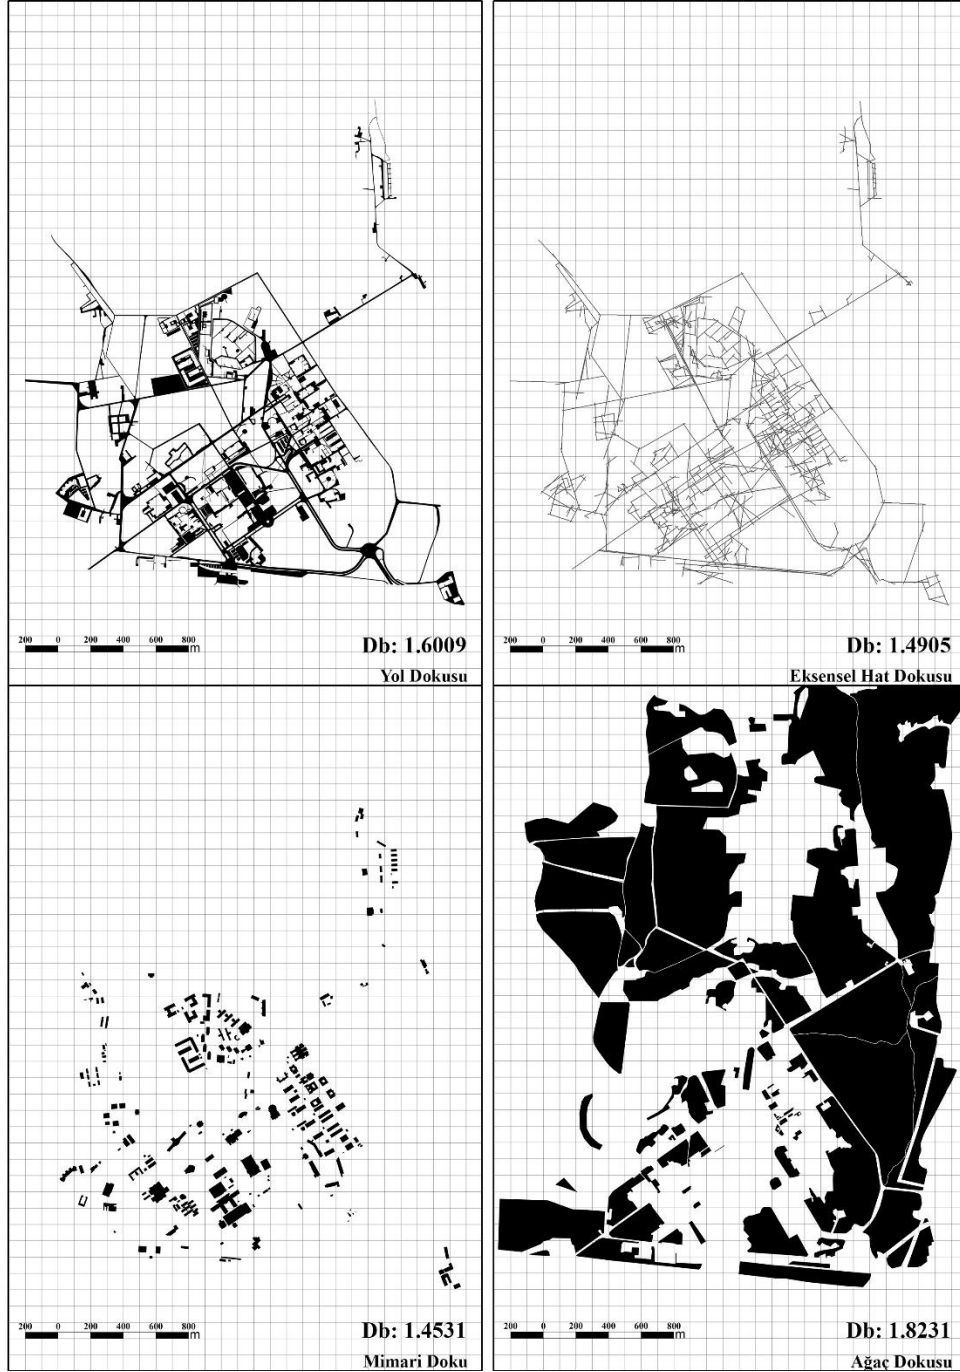 200 0 200 400 600 800
m
Db: 1.6009
Yol Dokusu
200 0 200 400 600 800
m
Db: 1.4905
Eksensel Hat Dokusu
200 0 200 400 600 800
m
Db: 1.4531
Mimari Doku
200 0 200 400 600 800
m
Db: 1.8231
Ağaç Dokusu